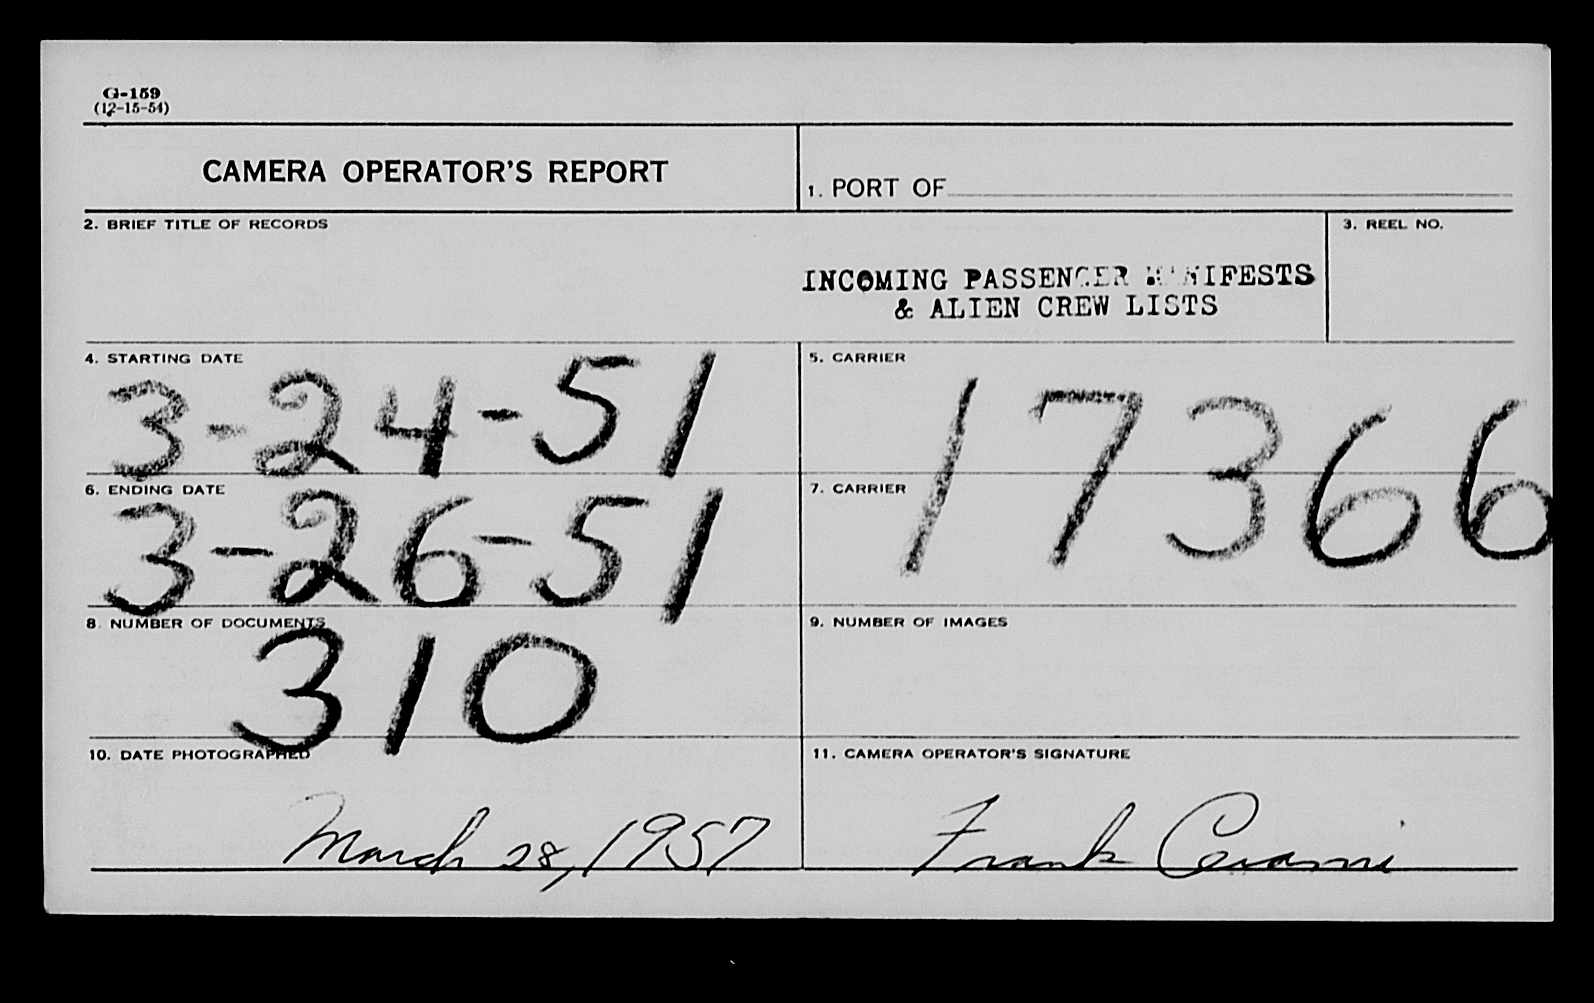 G-159
(12-15-54)
CAMERA OPERATOR'S REPORT
1. PORT OF
2. BRIEF TITLE OF RECORDS
3. REEL NO.
INCOMING PASSENGER MANIFESTS
& ALIEN CREW LISTS
4. STARTING DATE
3-24-51
5. CARRIER
17366
6. ENDING DATE
3-26-51
7. CARRIER
8. NUMBER OF DOCUMENTS
310
9. NUMBER OF IMAGES
10. DATE PHOTOGRAPHED
March 28, 1957
11. CAMERA OPERATOR'S SIGNATURE
Frank